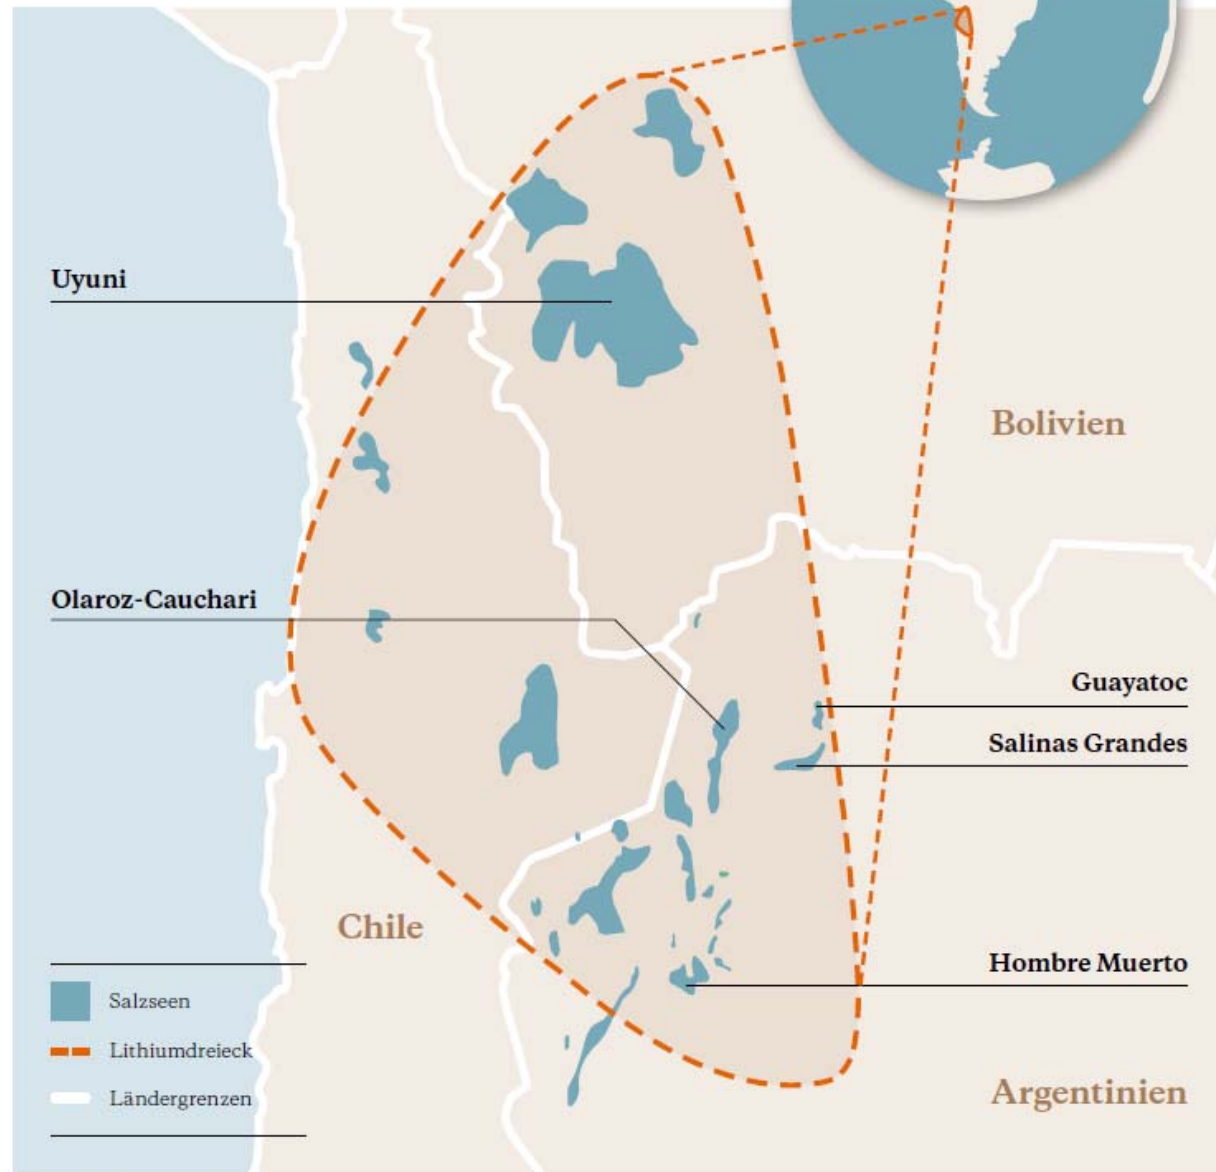 Uyuni
Bolivien
Olaroz-Cauchari
Guayatoc
Salinas Grandes
Chile
Hombre Muerto
Salzseen
Lithiumdreieck
Ländergrenzen
Argentinien